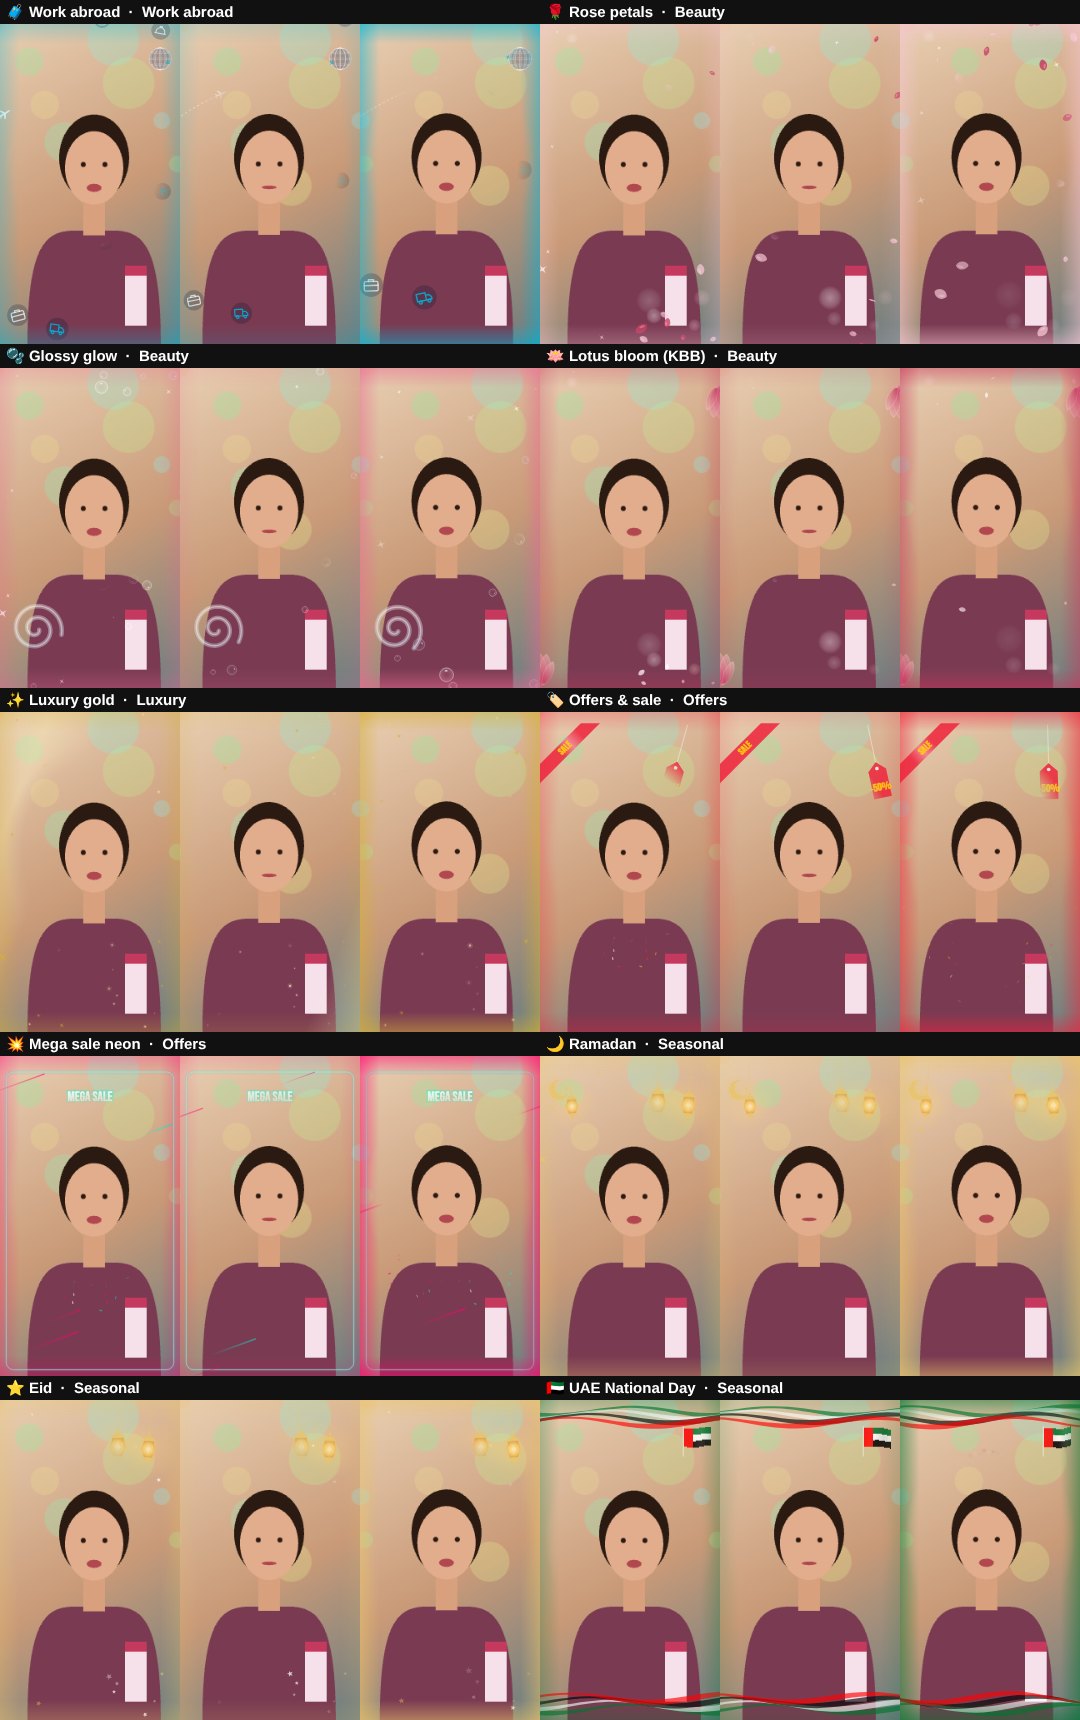 Work abroad · Work abroad
Rose petals · Beauty
Glossy glow · Beauty
Lotus bloom (KBB) · Beauty
Luxury gold · Luxury
Offers & sale · Offers
SALE
SALE
-50%
SALE
50%
Mega sale neon · Offers
MEGA SALE
MEGA SALE
MEGA SALE
Ramadan · Seasonal
Eid · Seasonal
UAE National Day · Seasonal